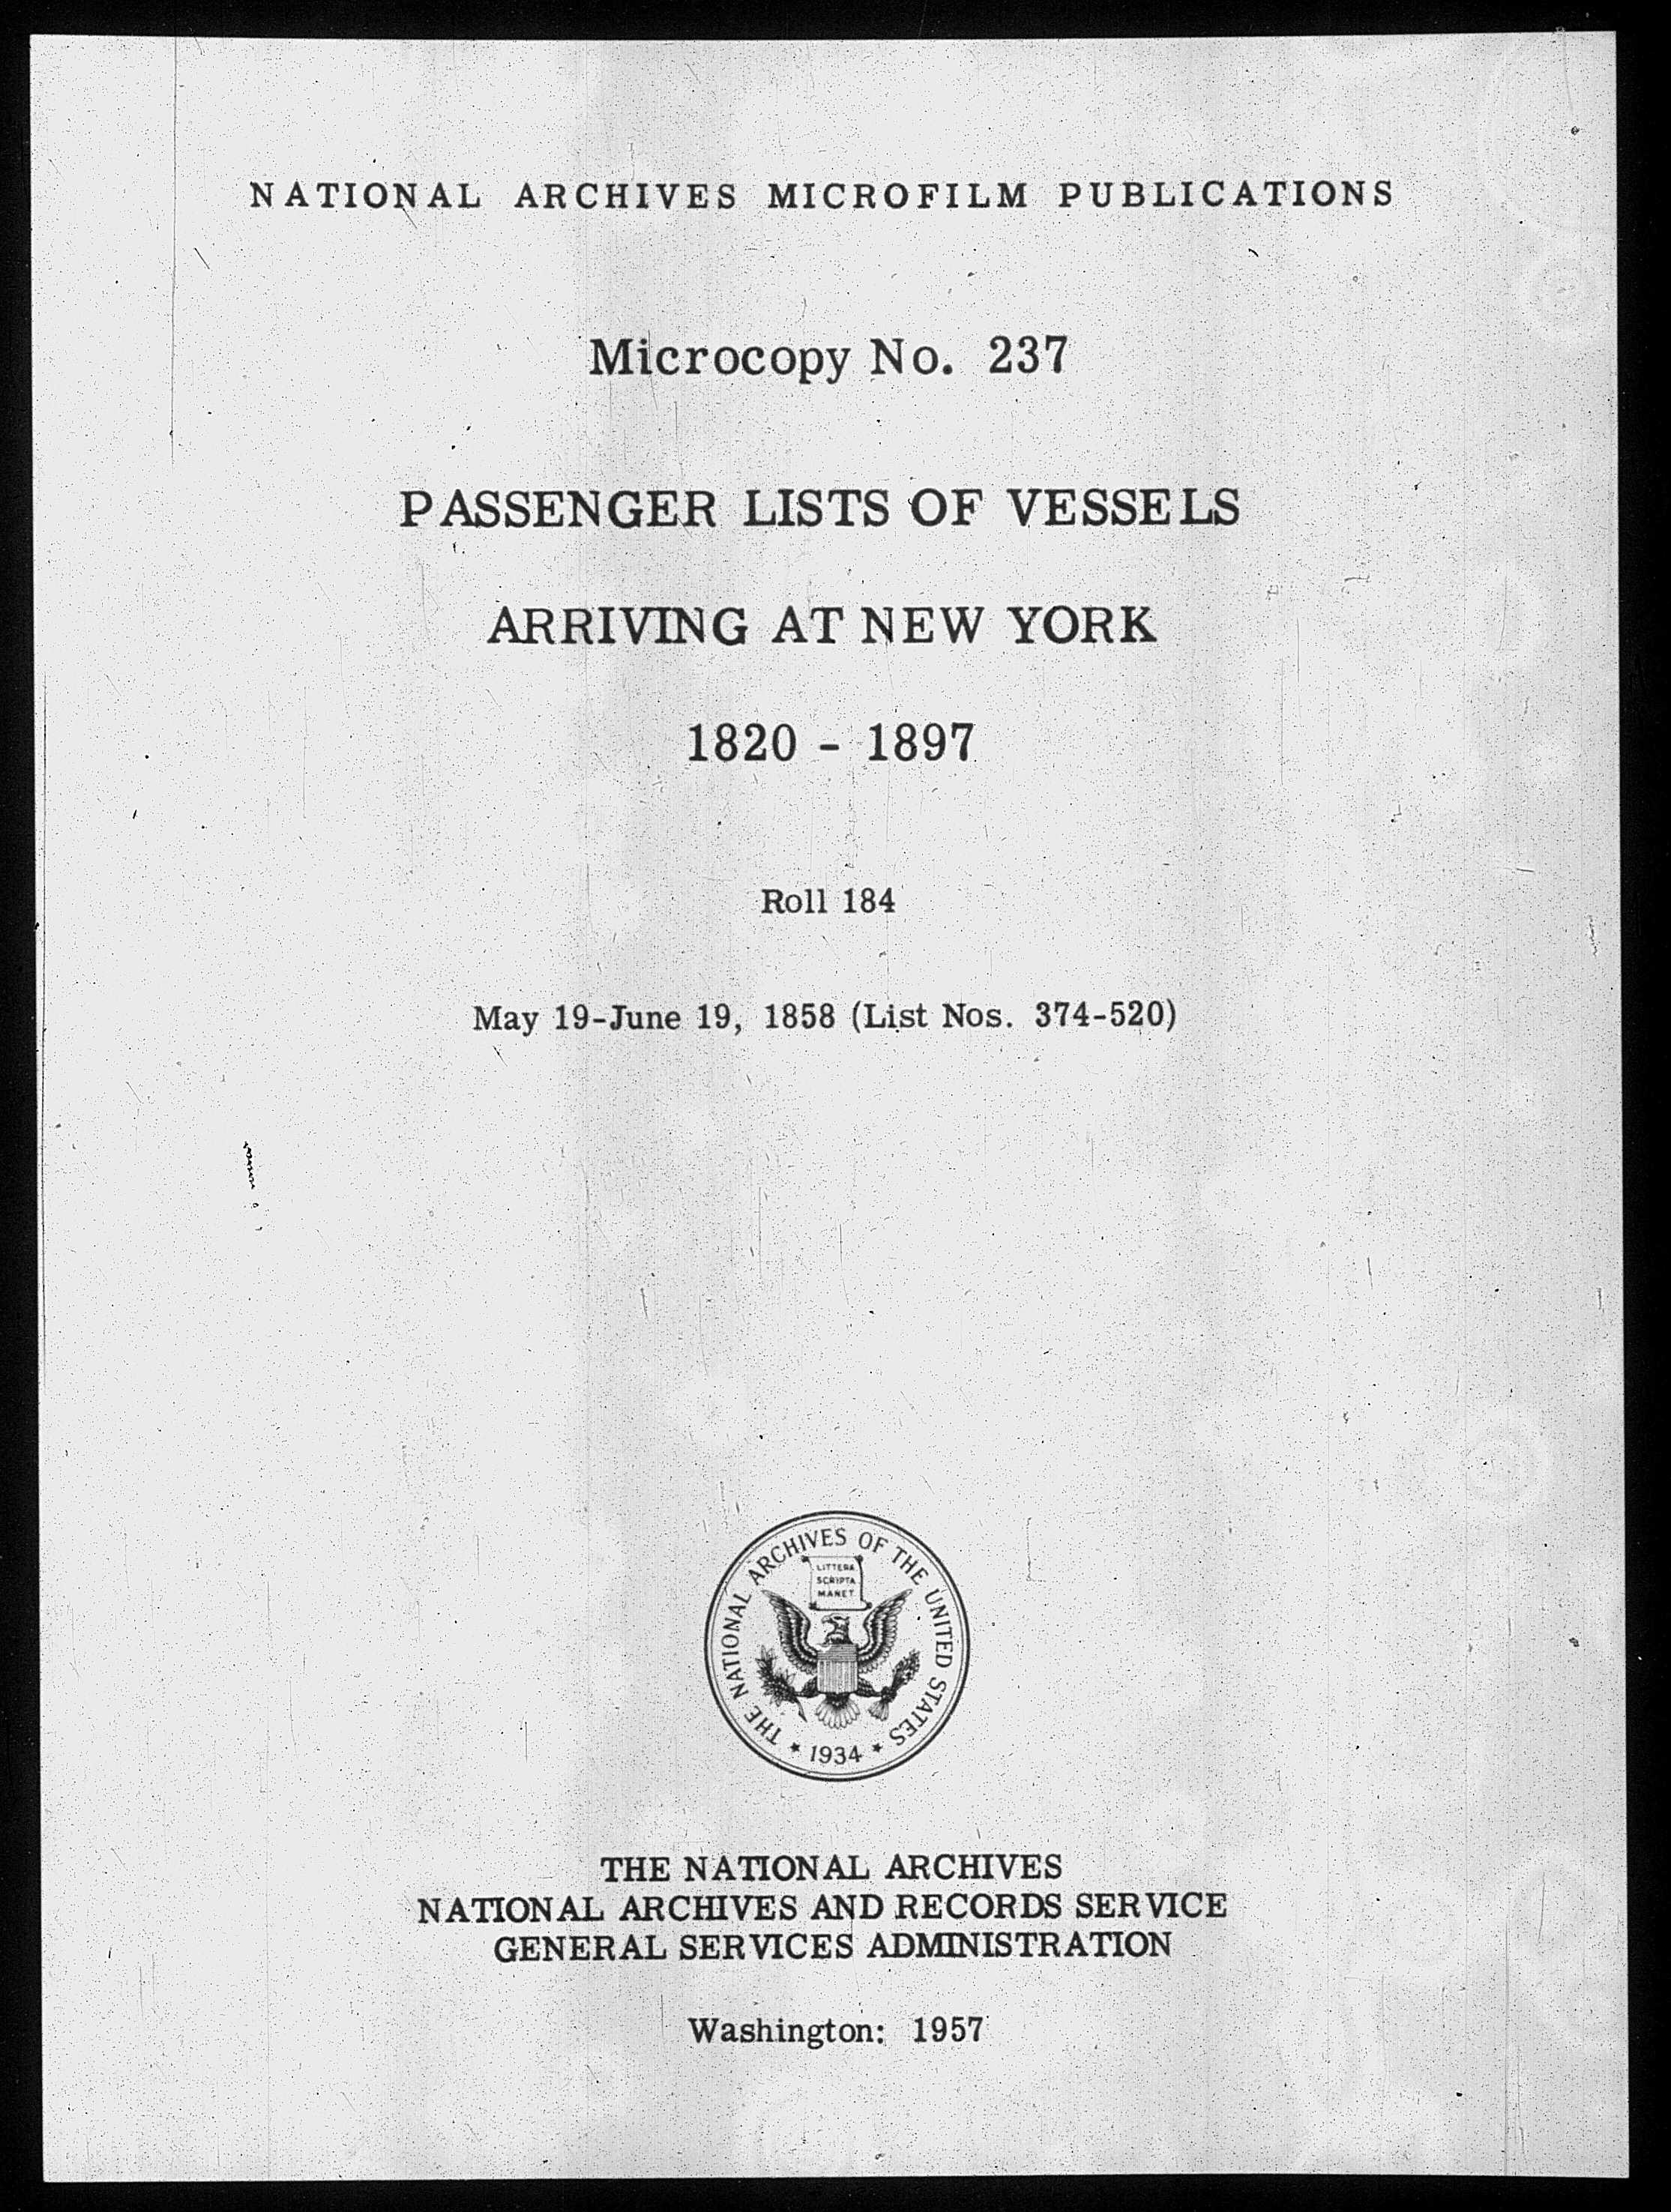 NATIONAL ARCHIVES MICROFILM PUBLICATIONS
Microcopy No. 237
PASSENGER LISTS OF VESSELS
ARRIVING AT NEW YORK
1820 - 1897
Roll 184
May 19-June 19, 1858 (List Nos. 374-520)
THE NATIONAL ARCHIVES OF THE UNITED STATES
LITTERA
SCRIPTA
MANET
★ 1934 ★
THE NATIONAL ARCHIVES
NATIONAL ARCHIVES AND RECORDS SERVICE
GENERAL SERVICES ADMINISTRATION
Washington: 1957